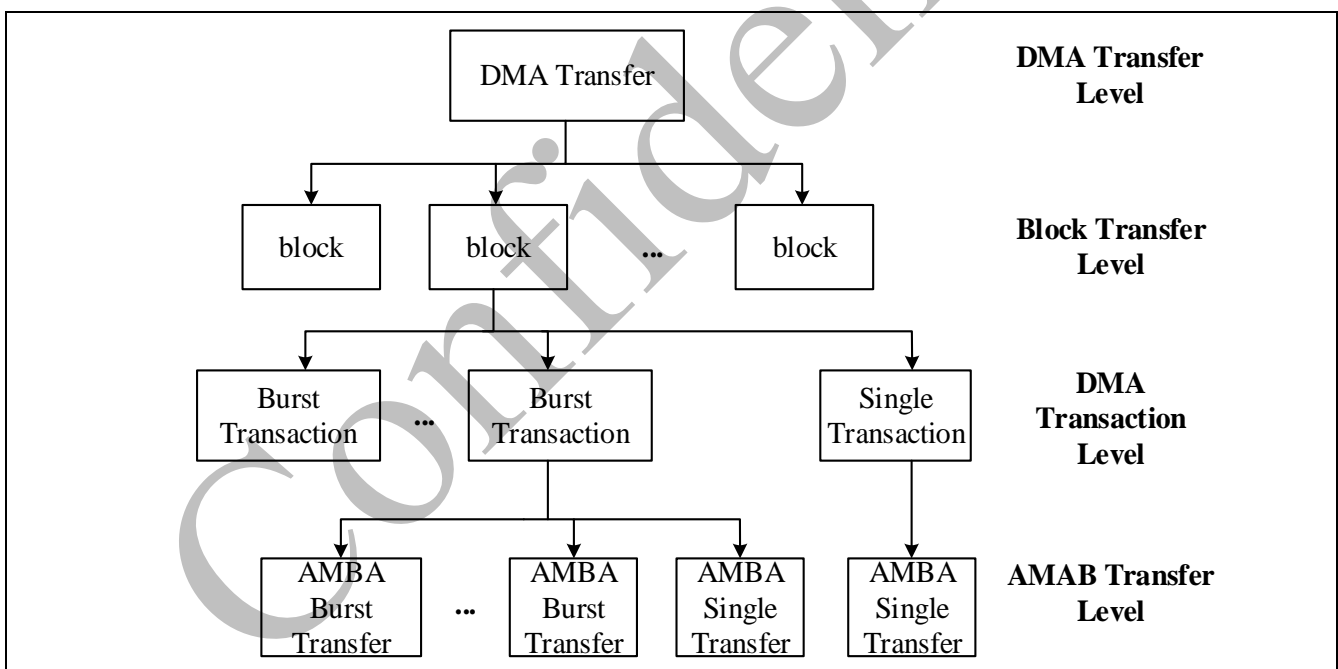 DMA Transfer
DMA Transfer
Level
block
block
...
block
Block Transfer
Level
Burst
Transaction
...
Burst
Transaction
Single
Transaction
DMA
Transaction
Level
AMBA
Burst
Transfer
...
AMBA
Burst
Transfer
AMBA
Single
Transfer
AMBA
Single
Transfer
AMAB Transfer
Level
Confiden